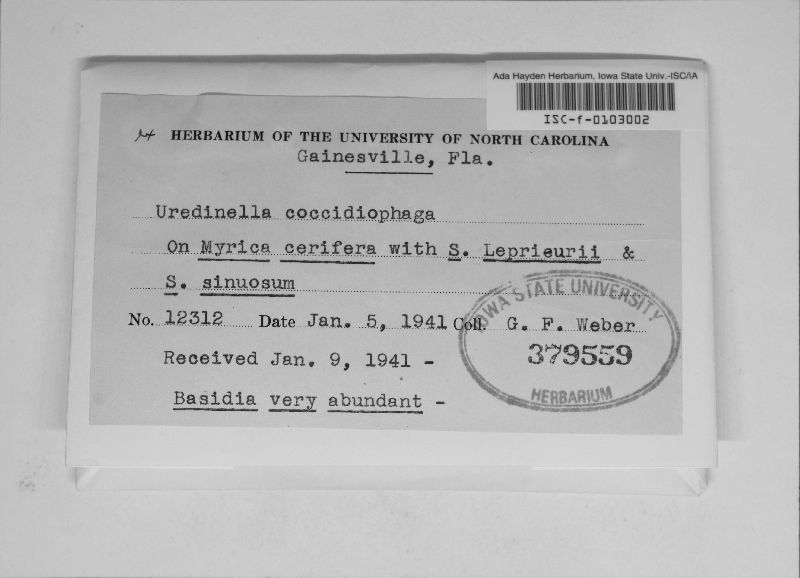 Ada Hayden Herbarium, Iowa State Univ.-ISC/IA
ISC-f-0103002
HERBARIUM OF THE UNIVERSITY OF NORTH CAROLINA
Gainesville, Fla.
Uredinella coccidiophaga
On Myrica cerifera with S. Leprieurii &
S. sinuosum
No. 12312 Date Jan. 5, 1941 Coll. G. F. Weber
Received Jan. 9, 1941 -
Basidia very abundant -
IOWA STATE UNIVERSITY
379559
HERBARIUM